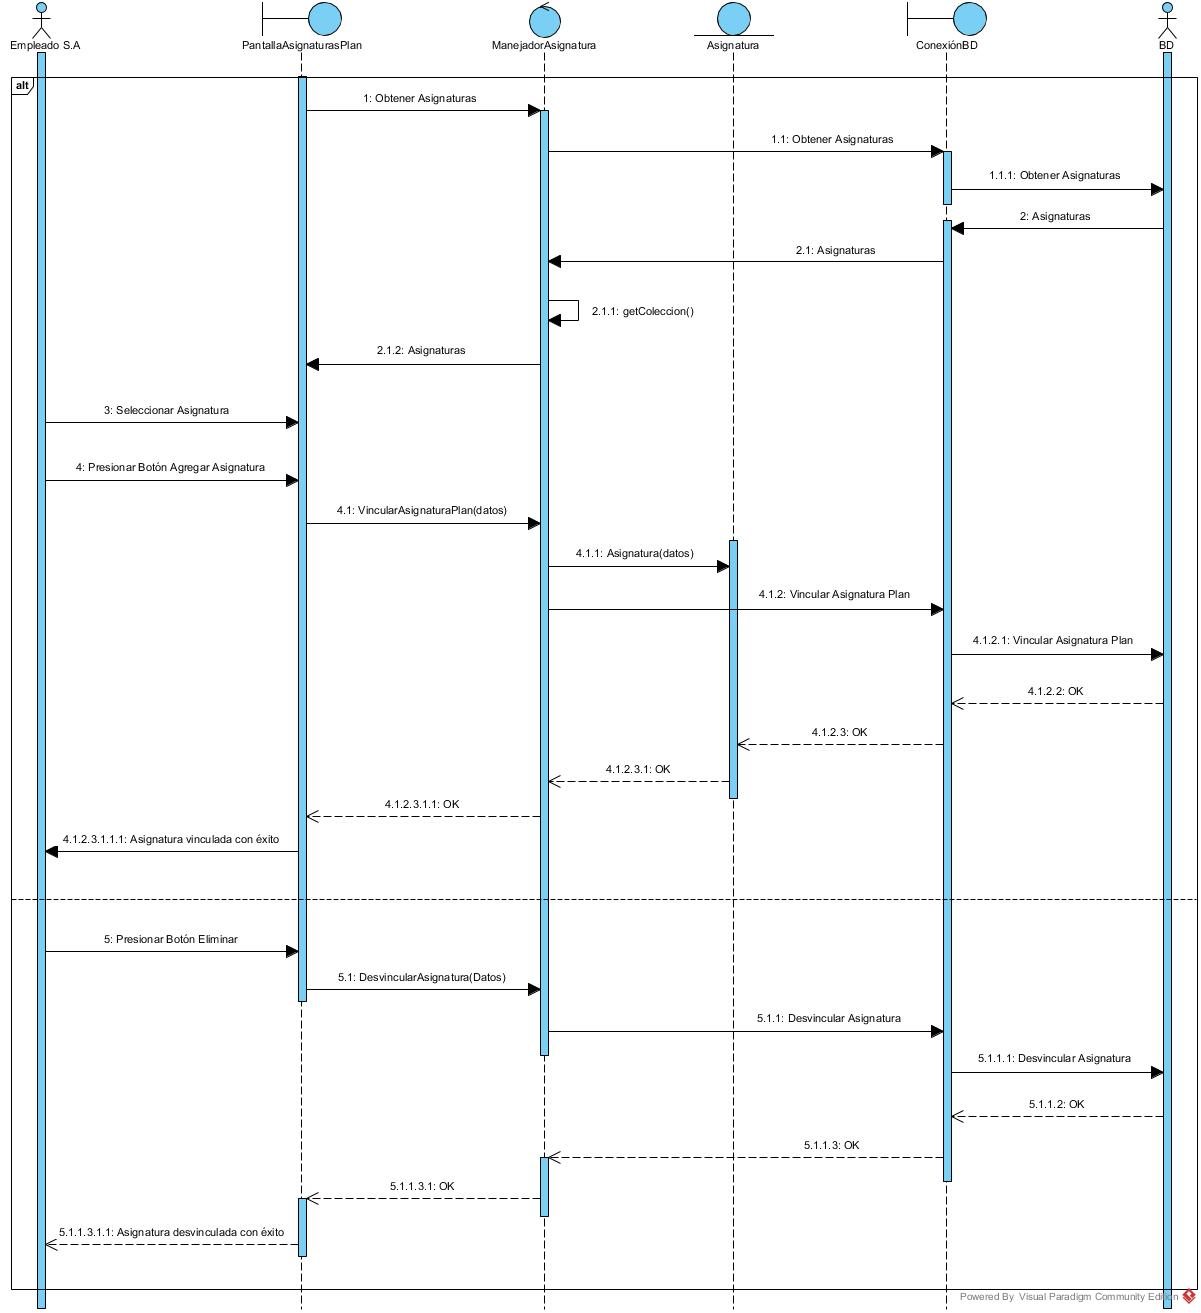 Empleado S.A
PantallaAsignaturasPlan
ManejadorAsignatura
Asignatura
ConexiónBD
BD
alt
1: Obtener Asignaturas
1.1: Obtener Asignaturas
1.1.1: Obtener Asignaturas
2: Asignaturas
2.1: Asignaturas
2.1.1: getColeccion()
2.1.2: Asignaturas
3: Seleccionar Asignatura
4: Presionar Botón Agregar Asignatura
4.1: VincularAsignaturaPlan(datos)
4.1.1: Asignatura(datos)
4.1.2: Vincular Asignatura Plan
4.1.2.1: Vincular Asignatura Plan
4.1.2.2: OK
4.1.2.3: OK
4.1.2.3.1: OK
4.1.2.3.1.1: OK
4.1.2.3.1.1.1: Asignatura vinculada con éxito
5: Presionar Botón Eliminar
5.1: DesvincularAsignatura(Datos)
5.1.1: Desvincular Asignatura
5.1.1.1: Desvincular Asignatura
5.1.1.2: OK
5.1.1.3: OK
5.1.1.3.1: OK
5.1.1.3.1.1: Asignatura desvinculada con éxito
Powered By Visual Paradigm Community Edition